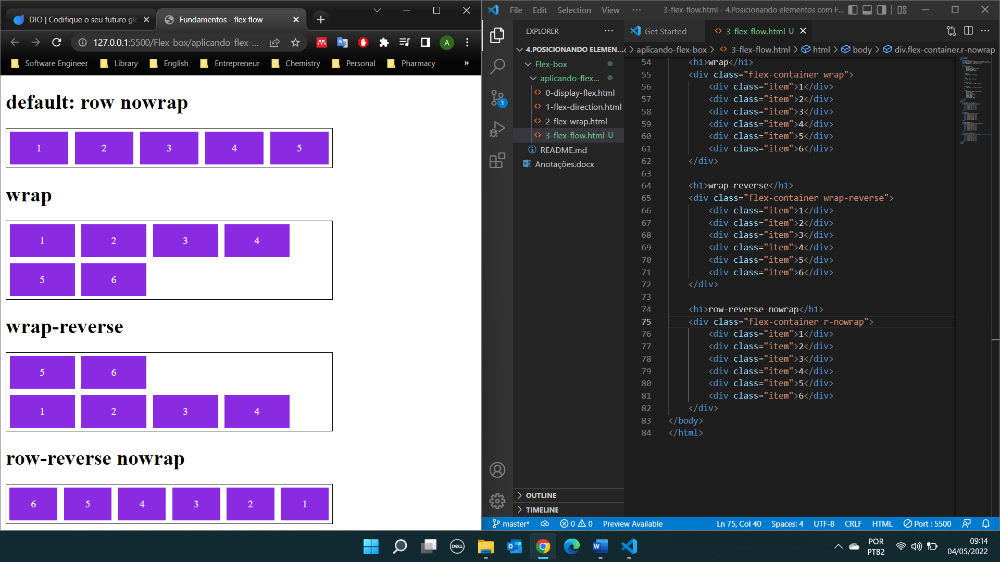 DIO | Codifique o seu futuro glo
Fundamentos - flex flow
127.0.0.1:5500/Flex-box/aplicando-flex-...
A
Software Engineer
Library
English
Entrepreneur
Chemistry
Personal
Pharmacy
»
default: row nowrap
1 2 3 4 5
wrap
1 2 3 4
5 6
wrap-reverse
5 6
1 2 3 4
row-reverse nowrap
6 5 4 3 2 1
File Edit Selection View ···
3-flex-flow.html - 4.Posicionando elementos com F...
EXPLORER ···
4.POSICIONANDO ELEMEN...
Flex-box
aplicando-flex...
0-display-flex.html
1-flex-direction.html
2-flex-wrap.html
3-flex-flow.html U
README.md
Anotações.docx
OUTLINE
TIMELINE
1
Get Started
3-flex-flow.html U
x > aplicando-flex-box > 3-flex-flow.html > html > body > div.flex-container.r-nowrap
54 <h1>wrap</h1>
55 <div class="flex-container wrap">
56 <div class="item">1</div>
57 <div class="item">2</div>
58 <div class="item">3</div>
59 <div class="item">4</div>
60 <div class="item">5</div>
61 <div class="item">6</div>
62 </div>
63
64 <h1>wrap-reverse</h1>
65 <div class="flex-container wrap-reverse">
66 <div class="item">1</div>
67 <div class="item">2</div>
68 <div class="item">3</div>
69 <div class="item">4</div>
70 <div class="item">5</div>
71 <div class="item">6</div>
72 </div>
73
74 <h1>row-reverse nowrap</h1>
75 <div class="flex-container r-nowrap">
76 <div class="item">1</div>
77 <div class="item">2</div>
78 <div class="item">3</div>
79 <div class="item">4</div>
80 <div class="item">5</div>
81 <div class="item">6</div>
82 </div>
83 </body>
84 </html>
master* 0 0 Preview Available
Ln 75, Col 40 Spaces: 4 UTF-8 CRLF HTML Port : 5500
DELL
POR
PTB2
09:14
04/05/2022